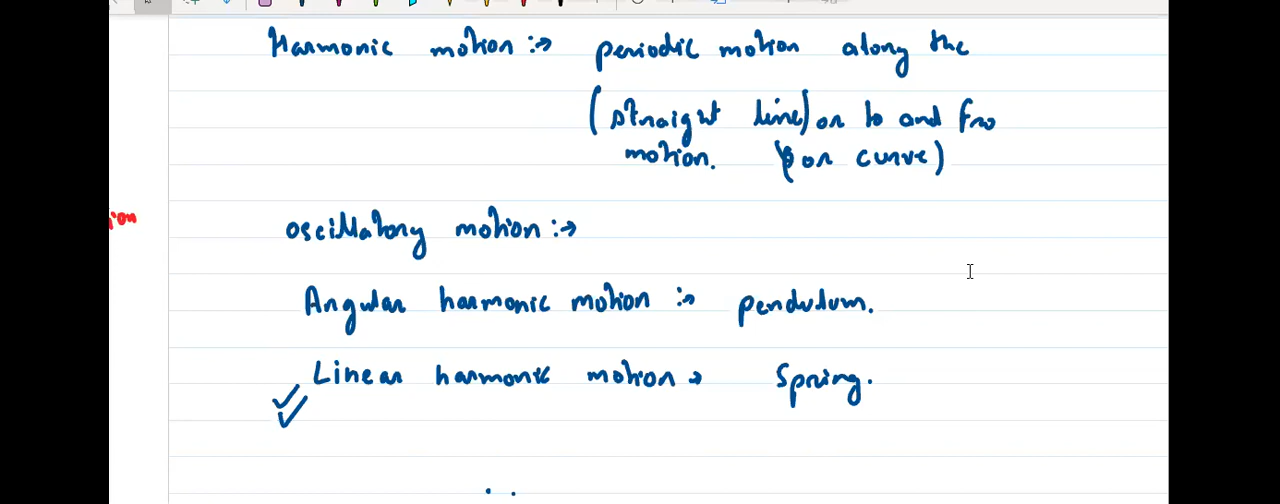 Harmonic motion :→ periodic motion along the
(straight line) or to and fro
motion. (or curve)
ion
oscillatory motion :→
Angular harmonic motion :→ pendulum.
Linear harmonic motion → Spring.